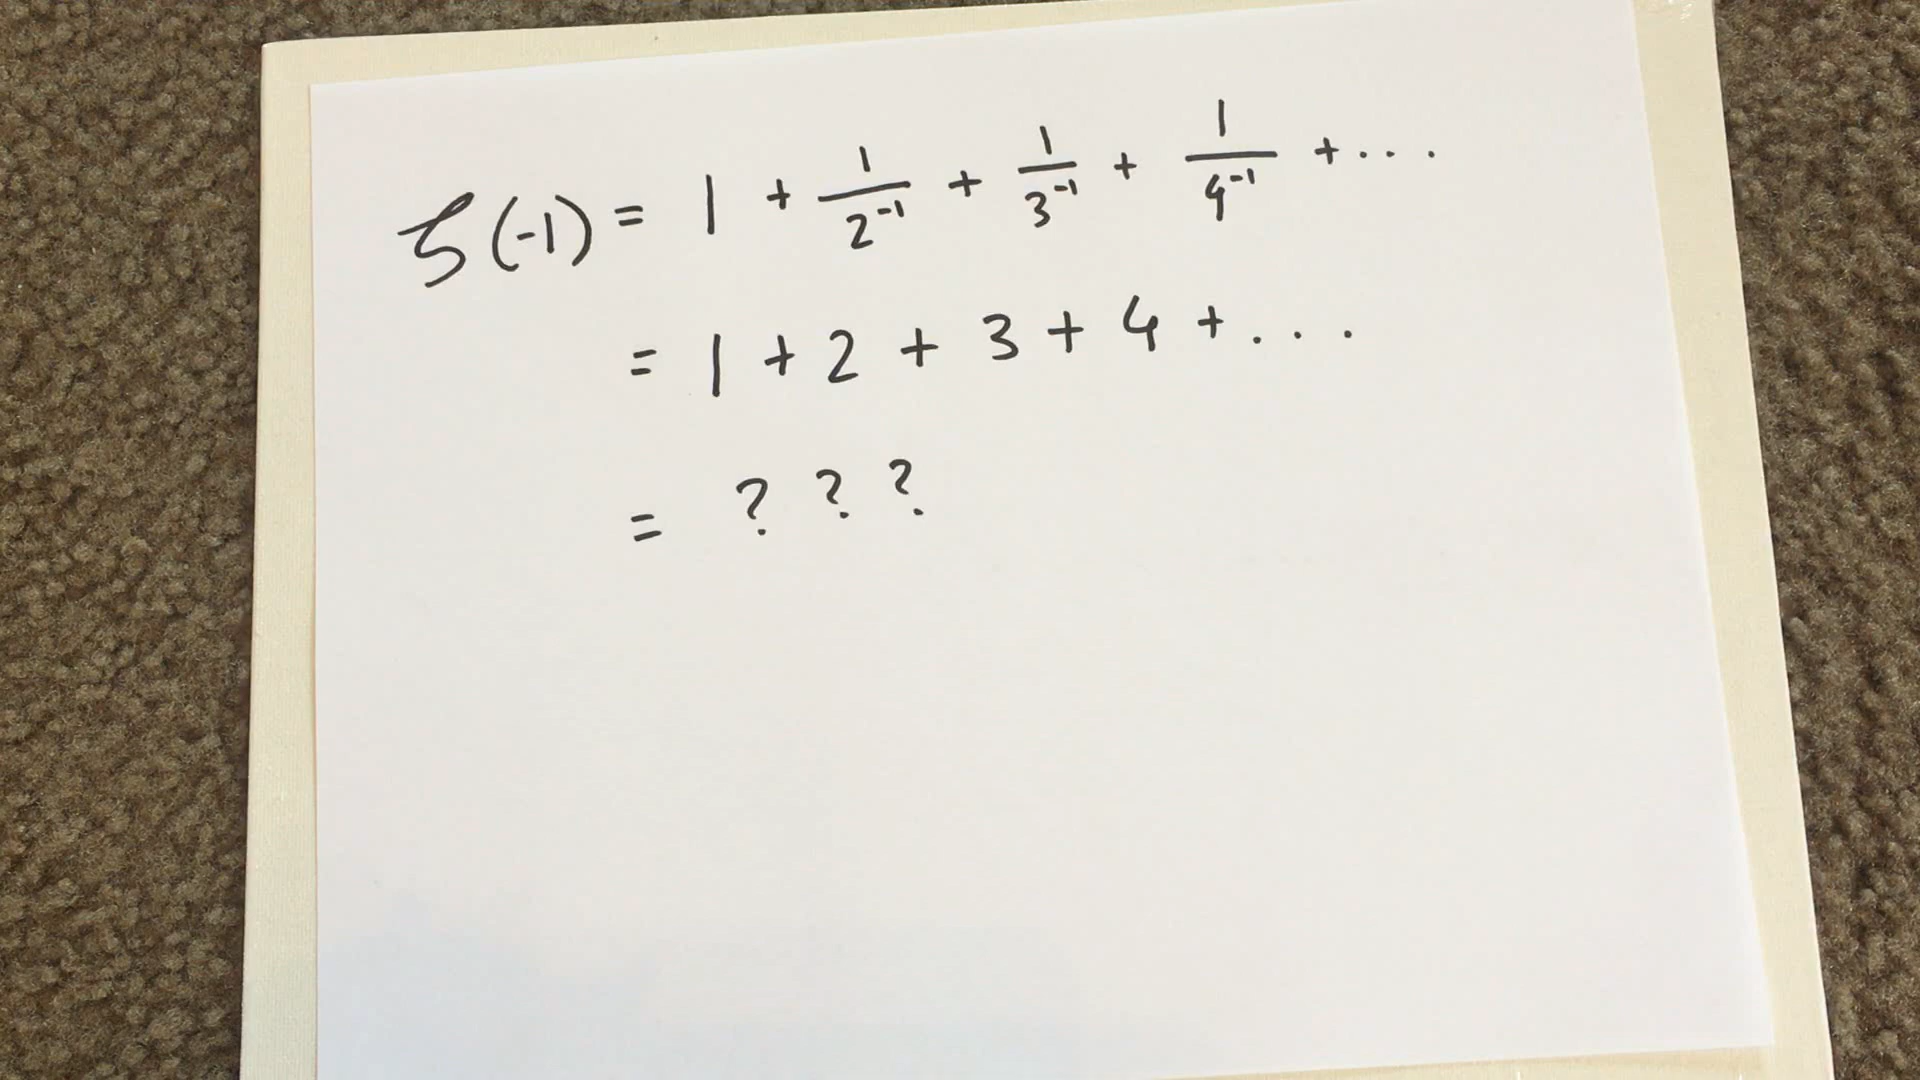 ζ(-1) = 1 + 1/2⁻¹ + 1/3⁻¹ + 1/4⁻¹ + ...
= 1 + 2 + 3 + 4 + ...
= ? ? ?